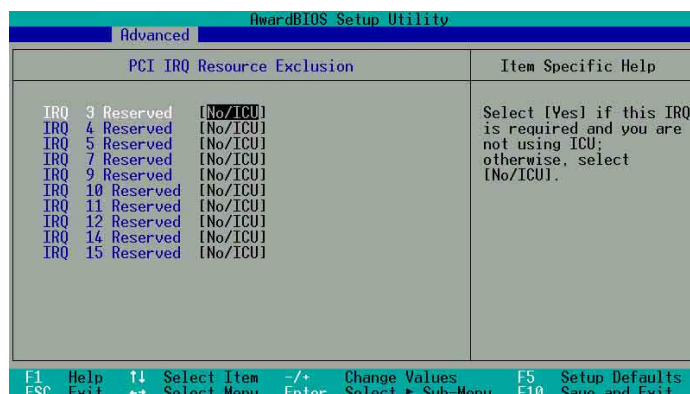 AwardBIOS Setup Utility
Advanced
PCI IRQ Resource Exclusion
Item Specific Help
IRQ 3 Reserved [No/ICU]
IRQ 4 Reserved [No/ICU]
IRQ 5 Reserved [No/ICU]
IRQ 7 Reserved [No/ICU]
IRQ 9 Reserved [No/ICU]
IRQ 10 Reserved [No/ICU]
IRQ 11 Reserved [No/ICU]
IRQ 12 Reserved [No/ICU]
IRQ 14 Reserved [No/ICU]
IRQ 15 Reserved [No/ICU]
Select [Yes] if this IRQ
is required and you are
not using ICU;
otherwise, select
[No/ICU].
F1 Help ↑↓ Select Item -/+ Change Values F5 Setup Defaults
ESC Exit ←→ Select Menu Enter Select ► Sub-Menu F10 Save and Exit